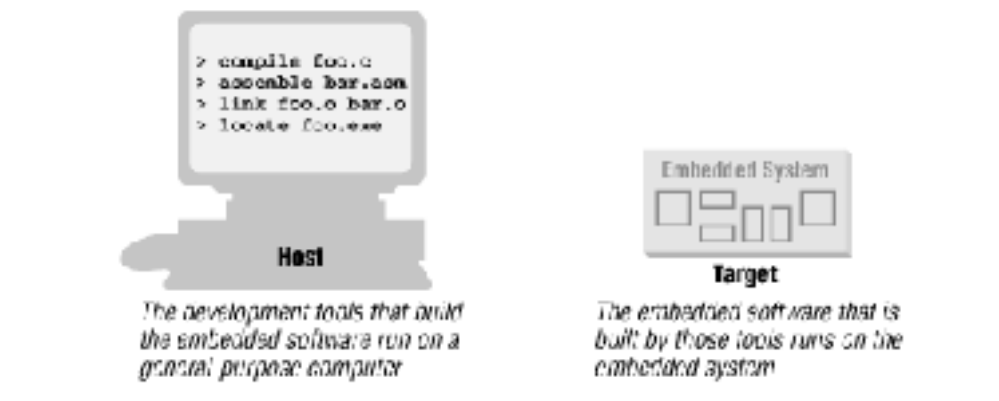 > compile foo.c
> assemble bar.asm
> link foo.o bar.o
> locate foo.exe
Host
The development tools that build
the embedded software run on a
general purpose computer
Embedded System
Target
The embedded software that is
built by those tools runs on the
embedded system